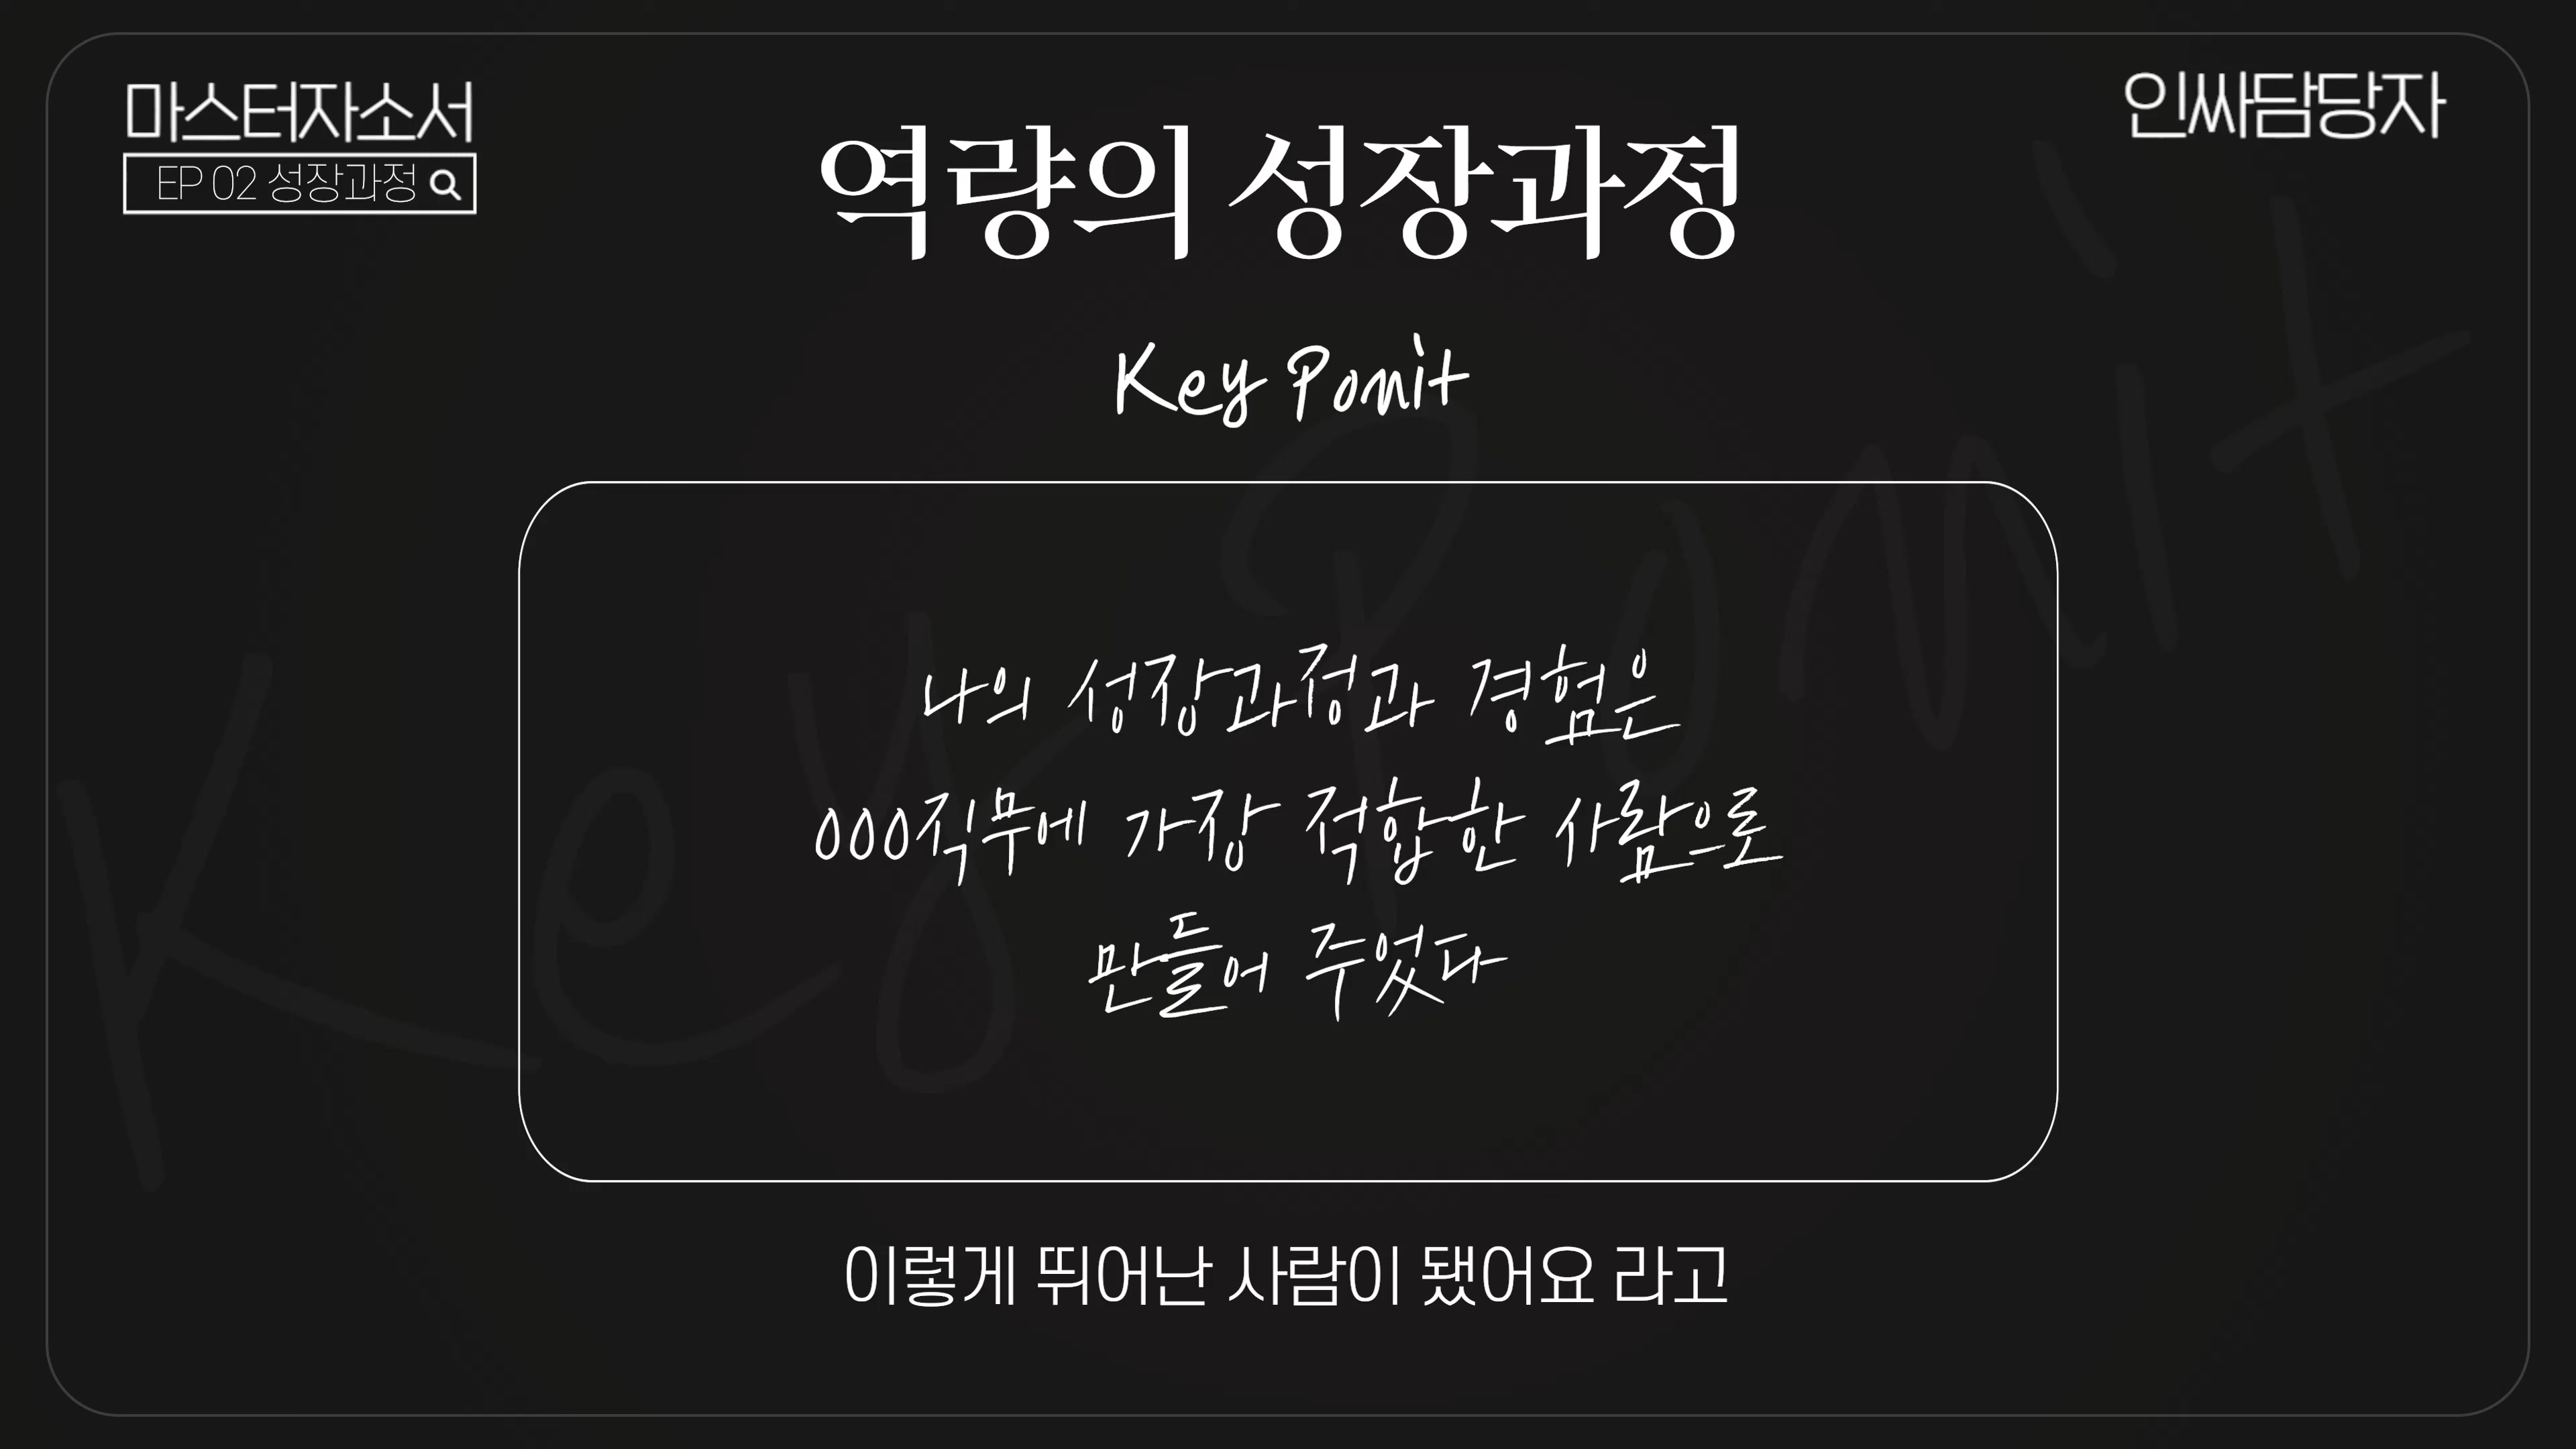 마스터자소서
EP 02 성장과정
인싸담당자
역량의 성장과정
Key Ponit
나의 성장과정과 경험은
000직무에 가장 적합한 사람으로
만들어 주었다
이렇게 뛰어난 사람이 됐어요 라고
Key Ponit